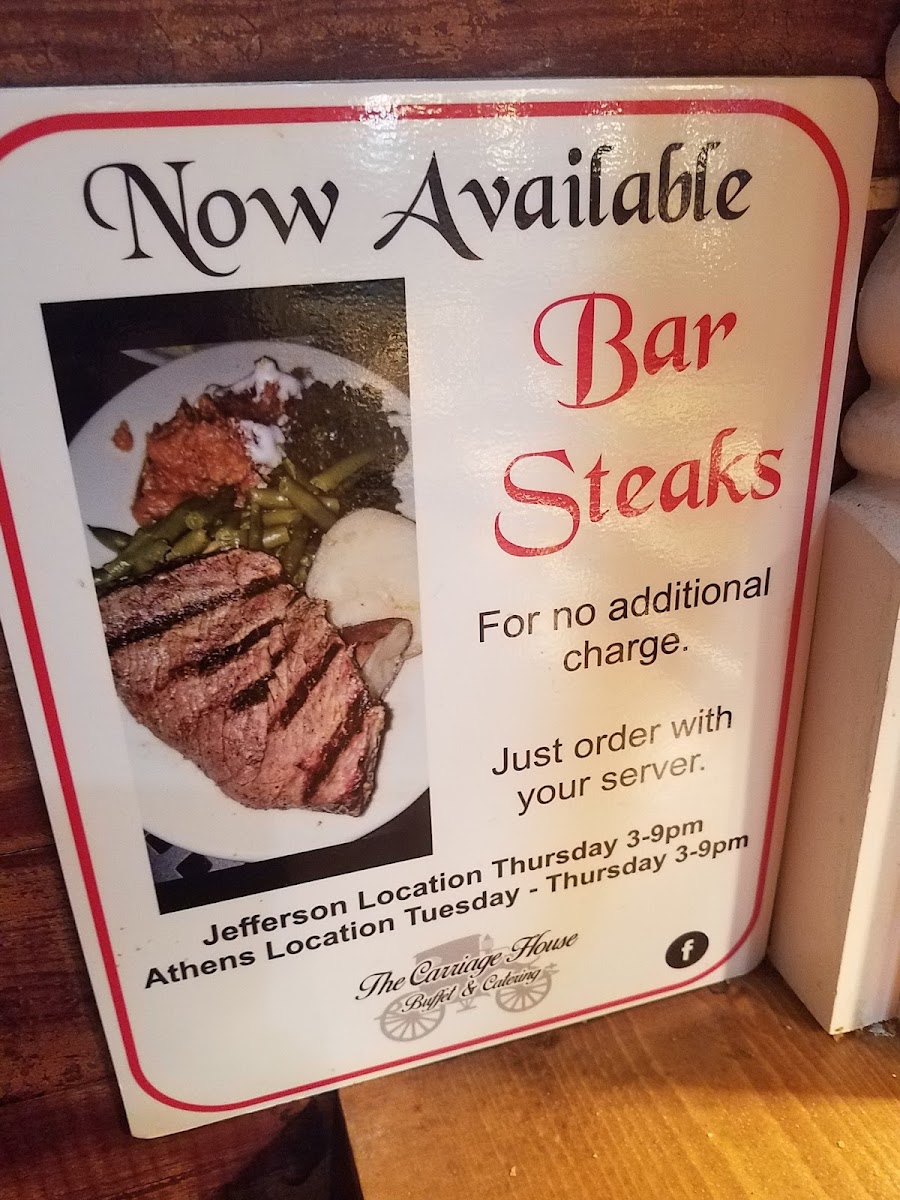 Now Available
Bar
Steaks
For no additional
charge.
Just order with
your server.
Jefferson Location Thursday 3-9pm
Athens Location Tuesday - Thursday 3-9pm
The Carriage House
Buffet & Catering
f